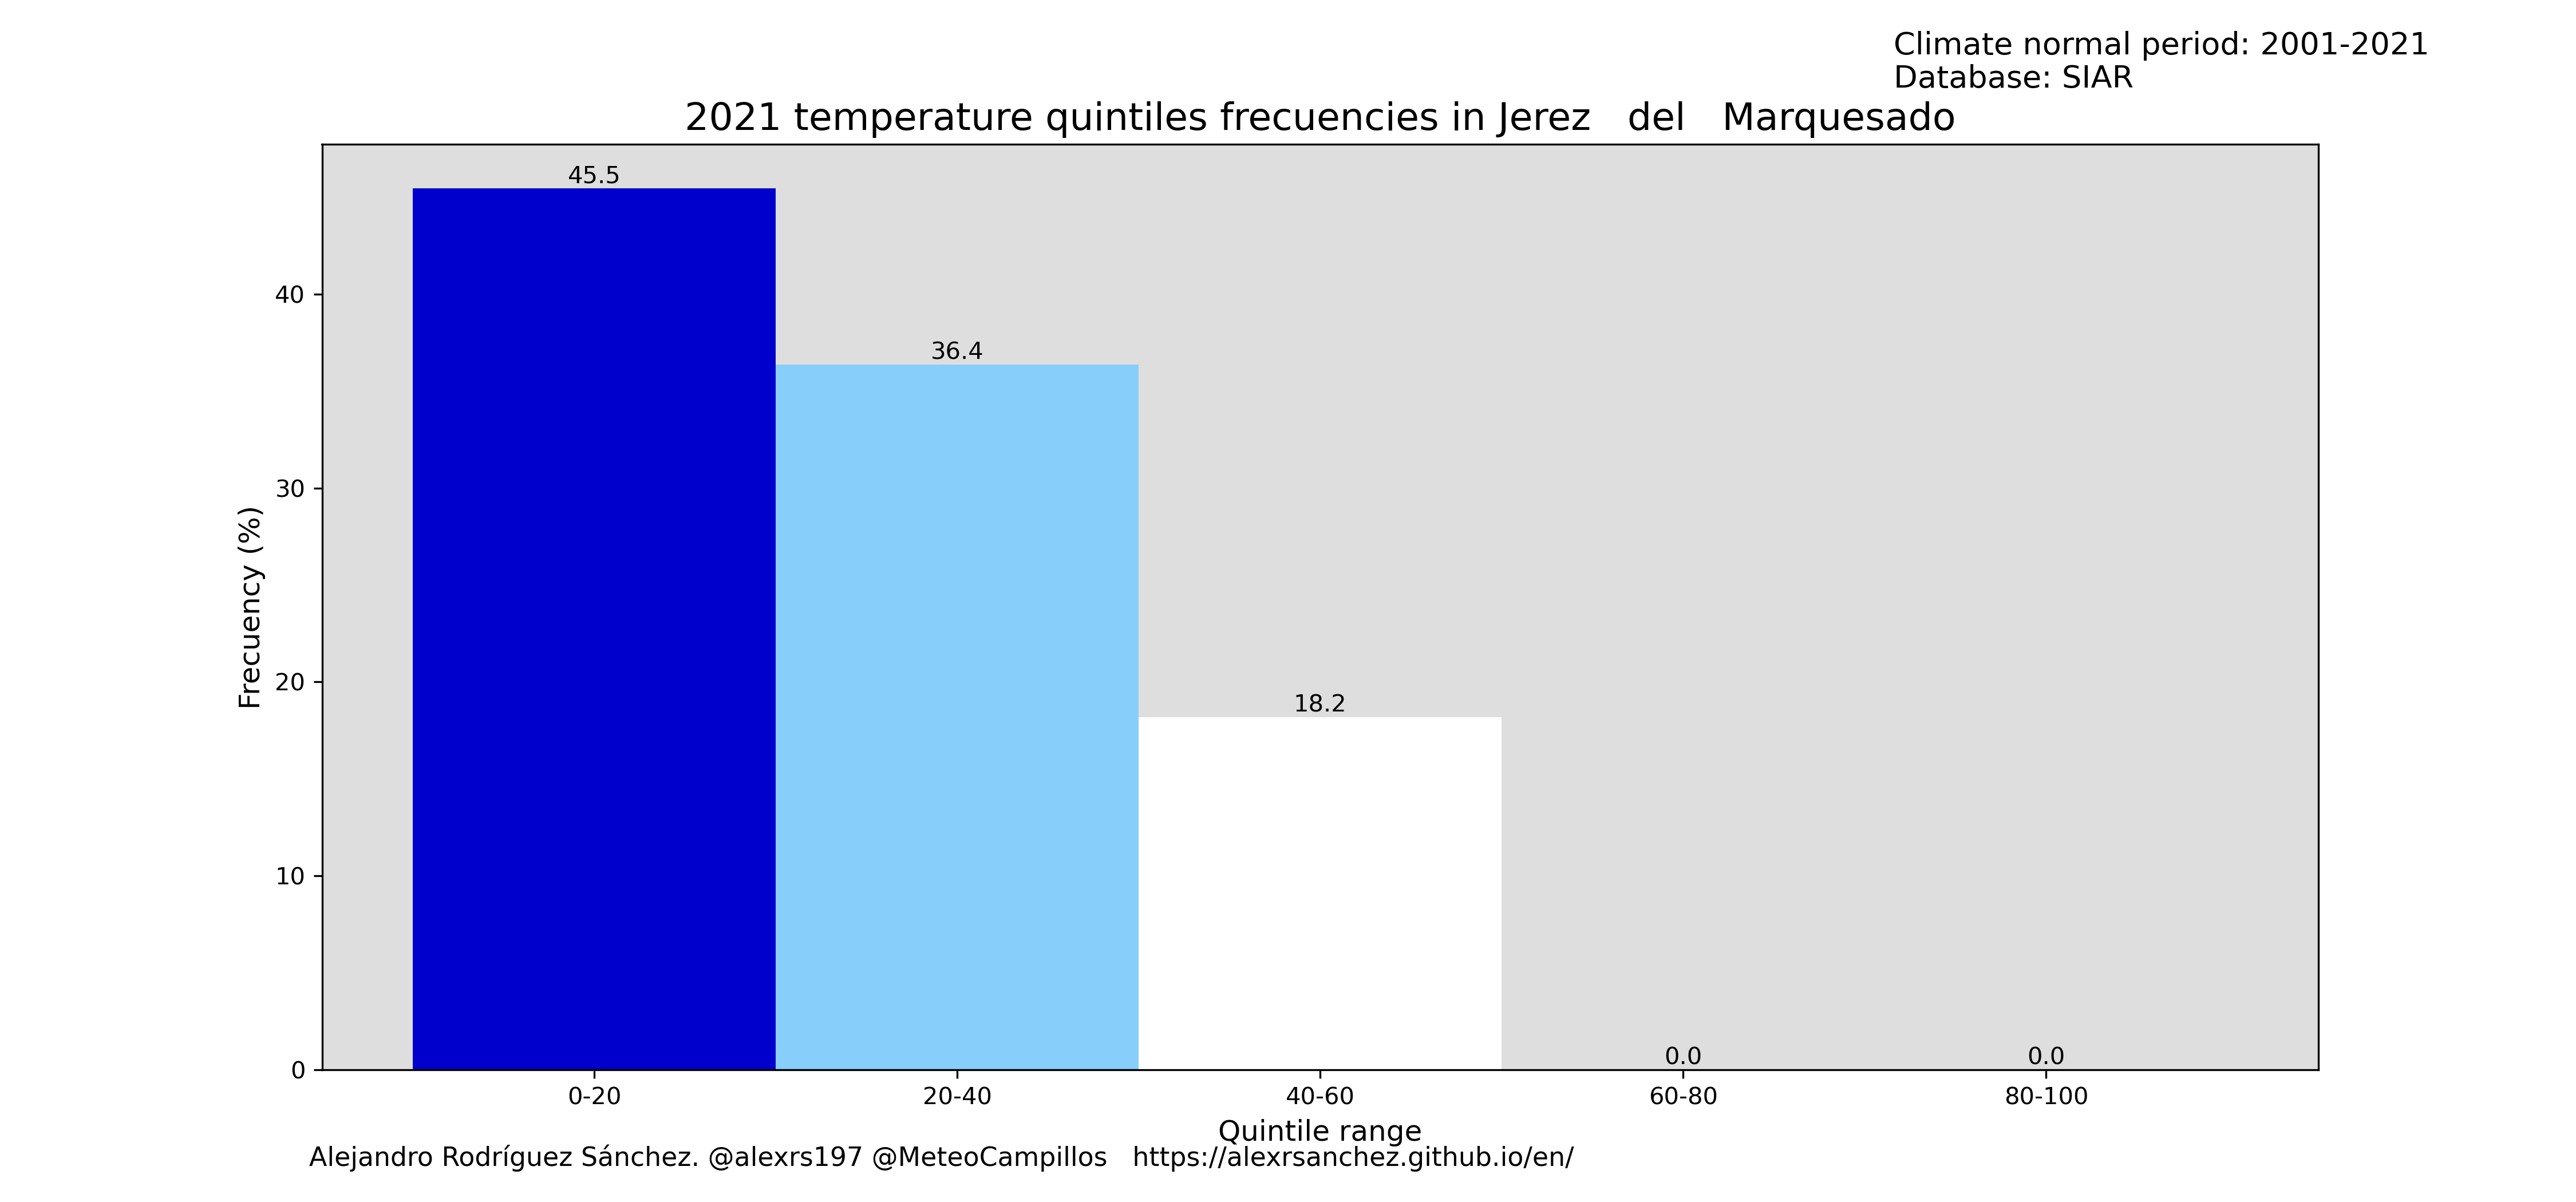 Climate normal period: 2001-2021
Database: SIAR
2021 temperature quintiles frecuencies in Jerez del Marquesado
45.5
36.4
18.2
0.0
0.0
Frecuency (%)
40
30
20
10
0
0-20
20-40
40-60
60-80
80-100
Quintile range
Alejandro Rodríguez Sánchez. @alexrs197 @MeteoCampillos https://alexrsanchez.github.io/en/